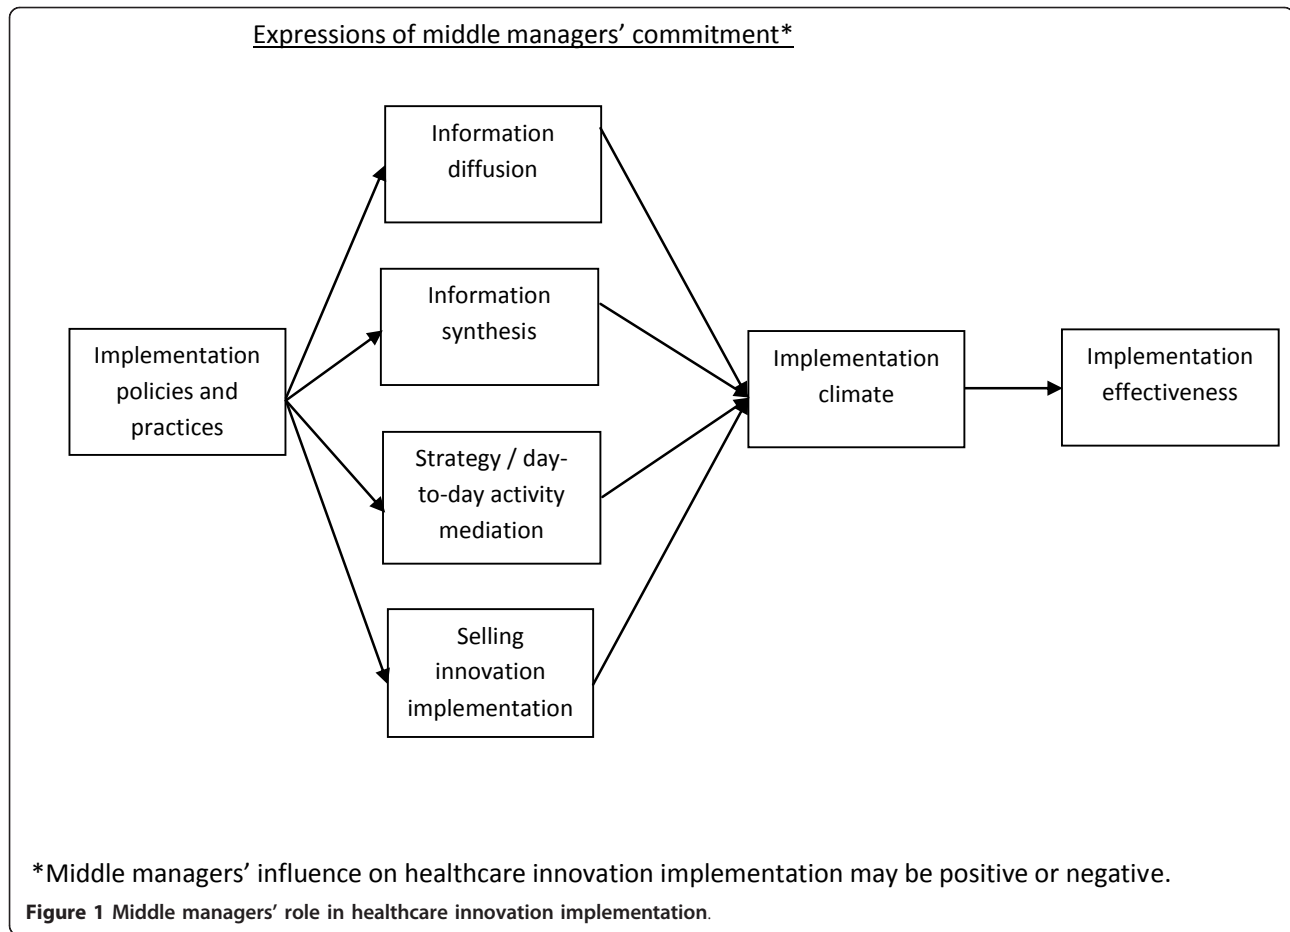 Expressions of middle managers’ commitment*
Information
diffusion
Information
synthesis
Implementation
policies and
practices
Strategy / day-
to-day activity
mediation
Selling
innovation
implementation
Implementation
climate
Implementation
effectiveness
*Middle managers’ influence on healthcare innovation implementation may be positive or negative.
Figure 1 Middle managers’ role in healthcare innovation implementation.